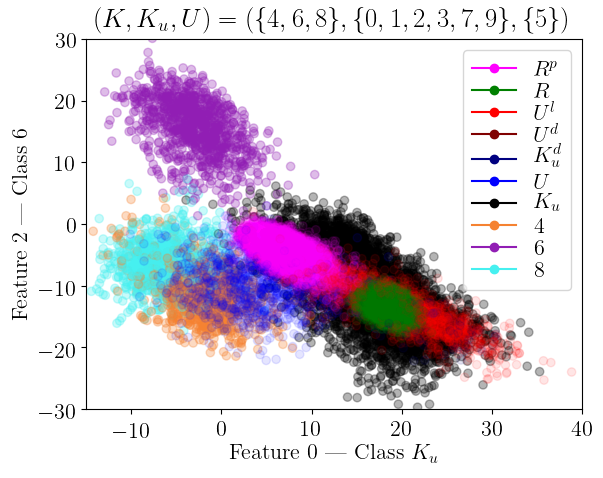 (K, K_u, U) = ({4, 6, 8}, {0, 1, 2, 3, 7, 9}, {5})
30
20
10
0
−10
−20
−30
Feature 2 — Class 6
R^p
R
U^l
U^d
K_u^d
U
K_u
4
6
8
−10 0 10 20 30 40
Feature 0 — Class K_u